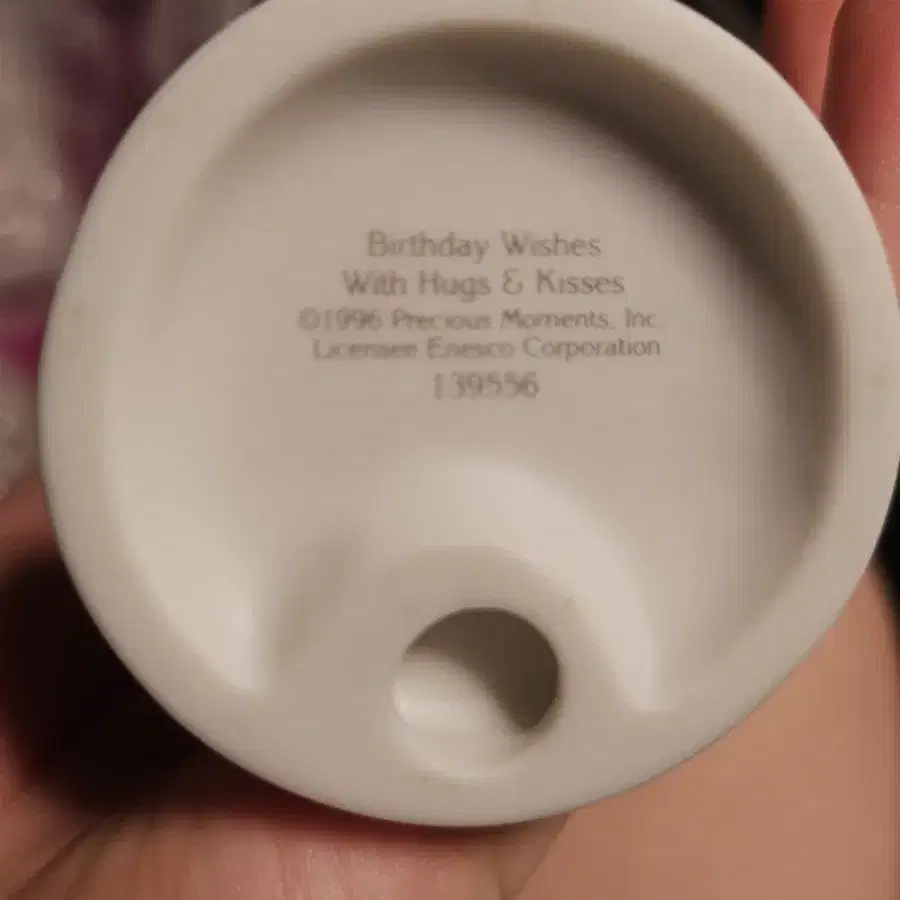 Birthday Wishes
With Hugs & Kisses
©1996 Precious Moments, Inc.
Licensee Enesco Corporation
139556